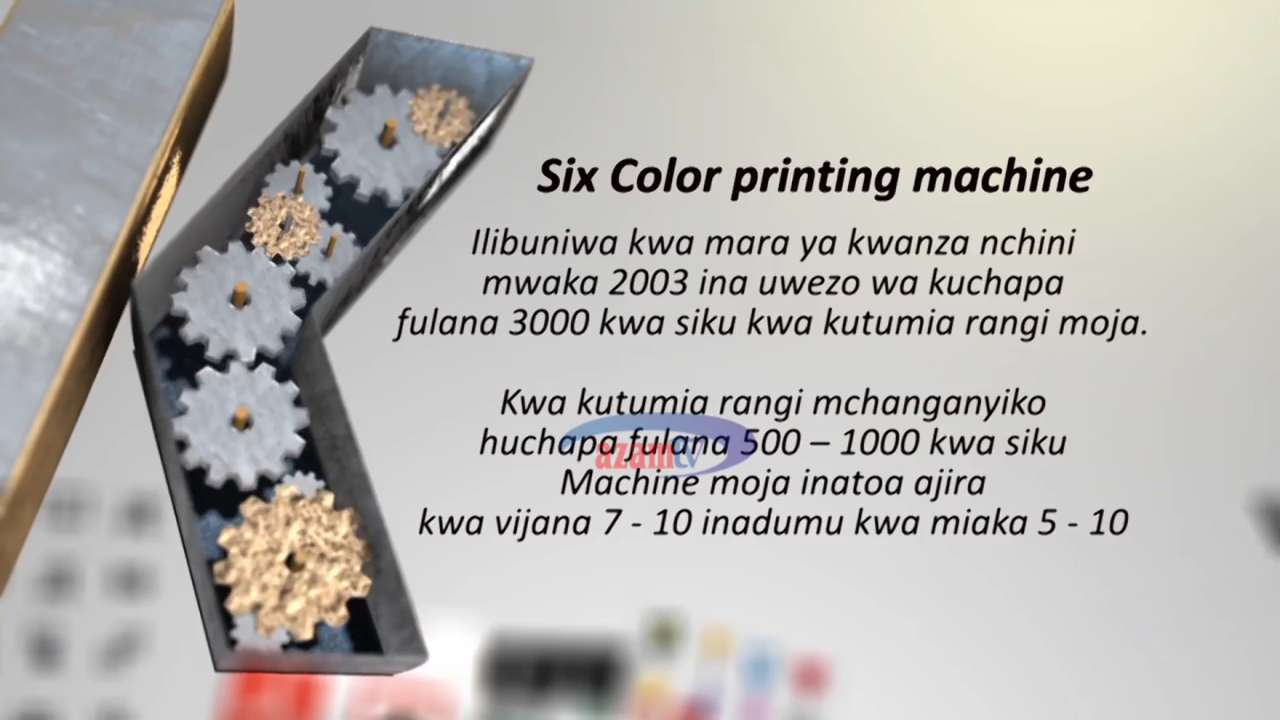 Six Color printing machine
Ilibuniwa kwa mara ya kwanza nchini
mwaka 2003 ina uwezo wa kuchapa
fulana 3000 kwa siku kwa kutumia rangi moja.
Kwa kutumia rangi mchanganyiko
huchapa fulana 500 – 1000 kwa siku
azamtv
Machine moja inatoa ajira
kwa vijana 7 - 10 inadumu kwa miaka 5 - 10